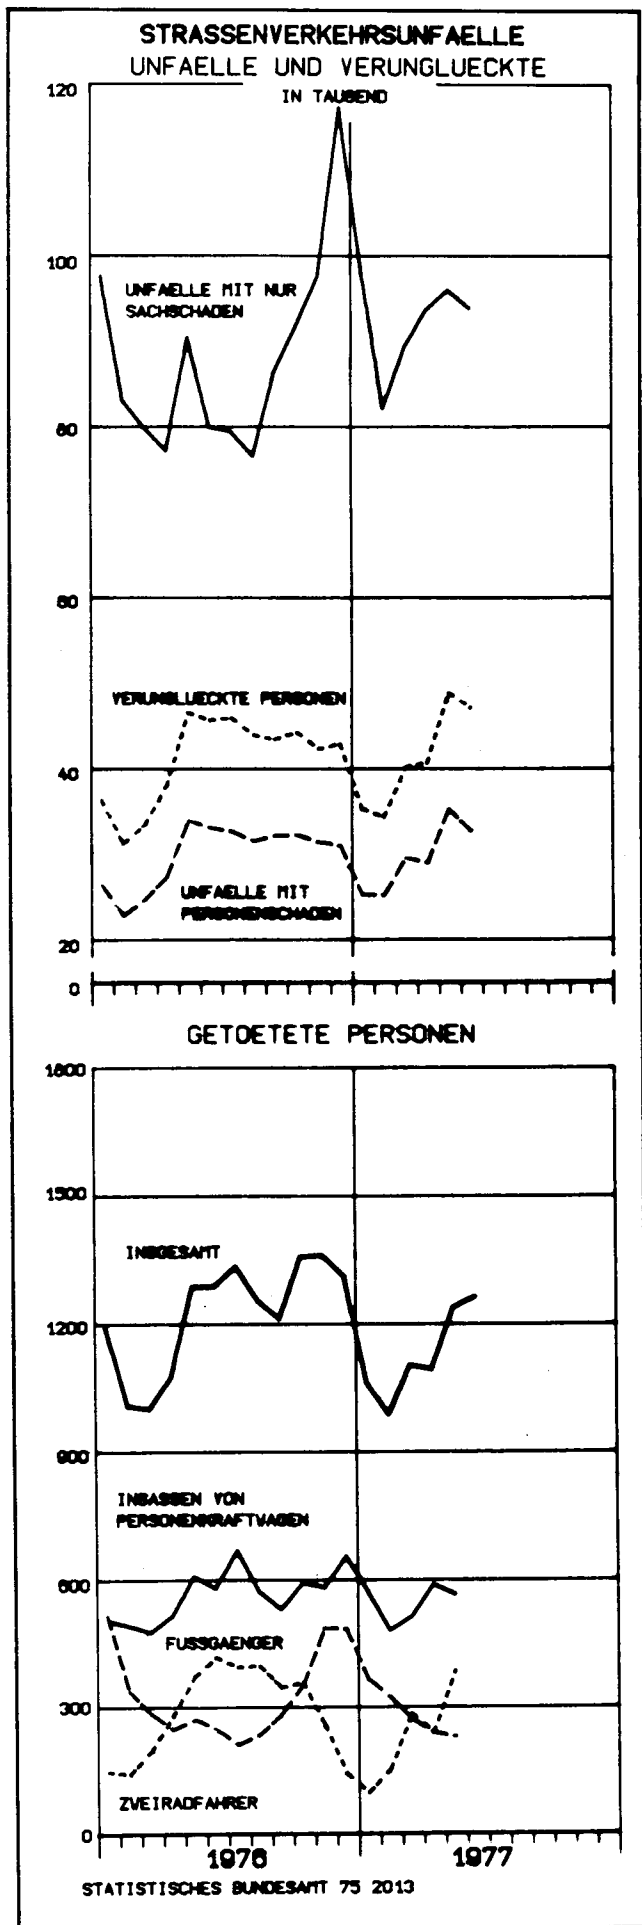 STRASSENVERKEHRSUNFAELLE
UNFAELLE UND VERUNGLUECKTE
IN TAUSEND
120
100
UNFAELLE MIT NUR
SACHSCHADEN
80
60
VERUNGLUECKTE PERSONEN
40
UNFAELLE MIT
PERSONENSCHADEN
20
0
GETOETETE PERSONEN
1800
1500
INSGESAMT
1200
900
INSASSEN VON
PERSONENKRAFTWAGEN
600
FUSSGAENGER
300
ZWEIRADFAHRER
0
1976 1977
STATISTISCHES BUNDESAMT 75 2013